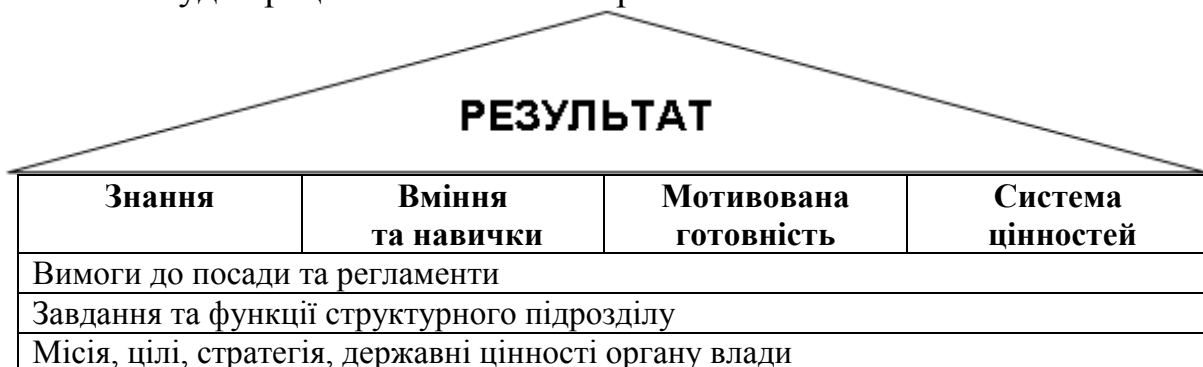 РЕЗУЛЬТАТ
Знання
Вміння
та навички
Мотивована
готовність
Система
цінностей
Вимоги до посади та регламенти
Завдання та функції структурного підрозділу
Місія, цілі, стратегія, державні цінності органу влади